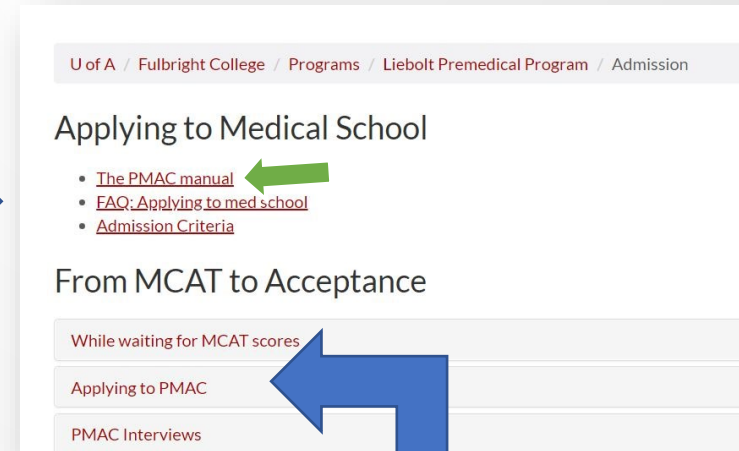 U of A / Fulbright College / Programs / Liebolt Premedical Program / Admission
Applying to Medical School
The PMAC manual
FAQ: Applying to med school
Admission Criteria
From MCAT to Acceptance
While waiting for MCAT scores
Applying to PMAC
PMAC Interviews